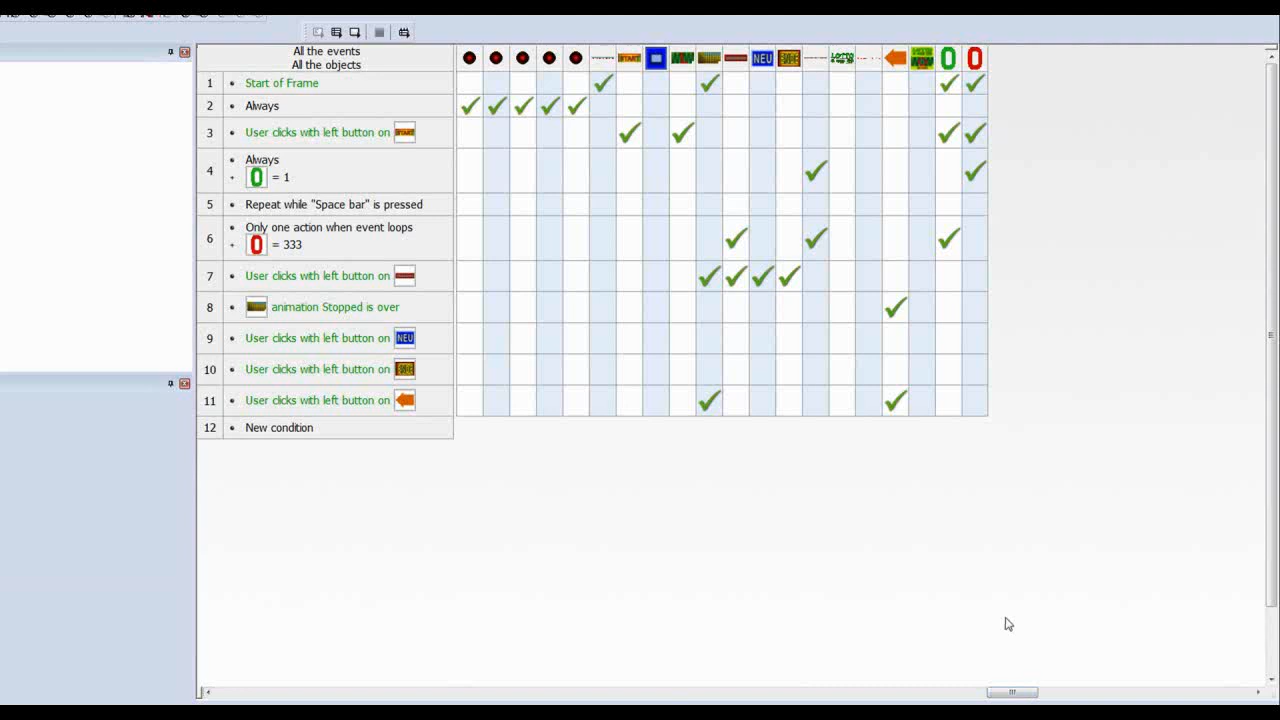 All the events
All the objects
START
NEU
1 • Start of Frame
2 • Always
3 • User clicks with left button on START
4 • Always
+ 0 = 1
5 • Repeat while "Space bar" is pressed
6 • Only one action when event loops
+ 0 = 333
7 • User clicks with left button on
8 • animation Stopped is over
9 • User clicks with left button on NEU
10 • User clicks with left button on
11 • User clicks with left button on
12 • New condition